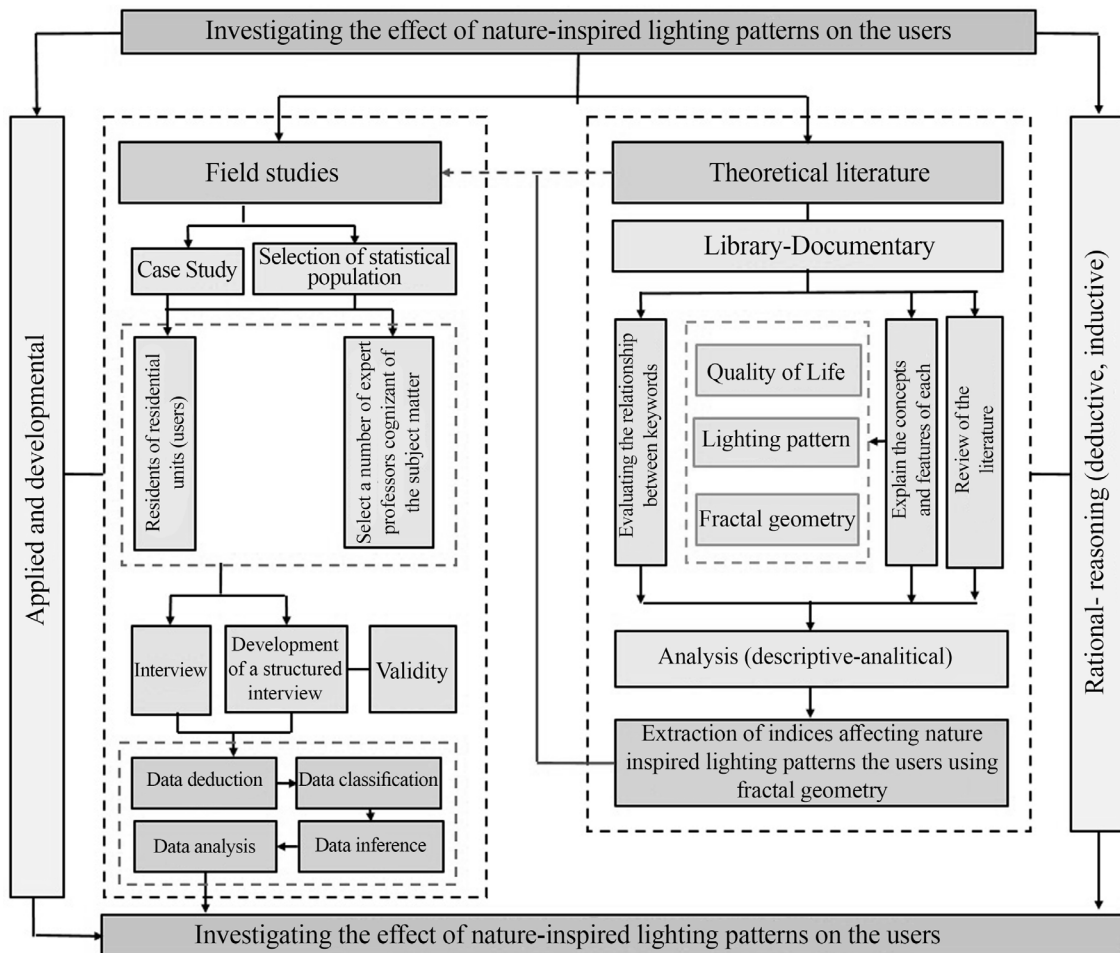 Investigating the effect of nature-inspired lighting patterns on the users
Applied and developmental
Field studies
Case Study
Selection of statistical
population
Residents of residential
units (users)
Select a number of expert
professors cognizant of
the subject matter
Interview
Development
of a structured
interview
Validity
Data deduction
Data classification
Data analysis
Data inference
Theoretical literature
Library-Documentary
Evaluating the relationship
between keywords
Quality of Life
Lighting pattern
Fractal geometry
Explain the concepts
and features of each
Review of the
literature
Analysis (descriptive-analitical)
Extraction of indices affecting nature
inspired lighting patterns the users using
fractal geometry
Rational- reasoning (deductive, inductive)
Investigating the effect of nature-inspired lighting patterns on the users